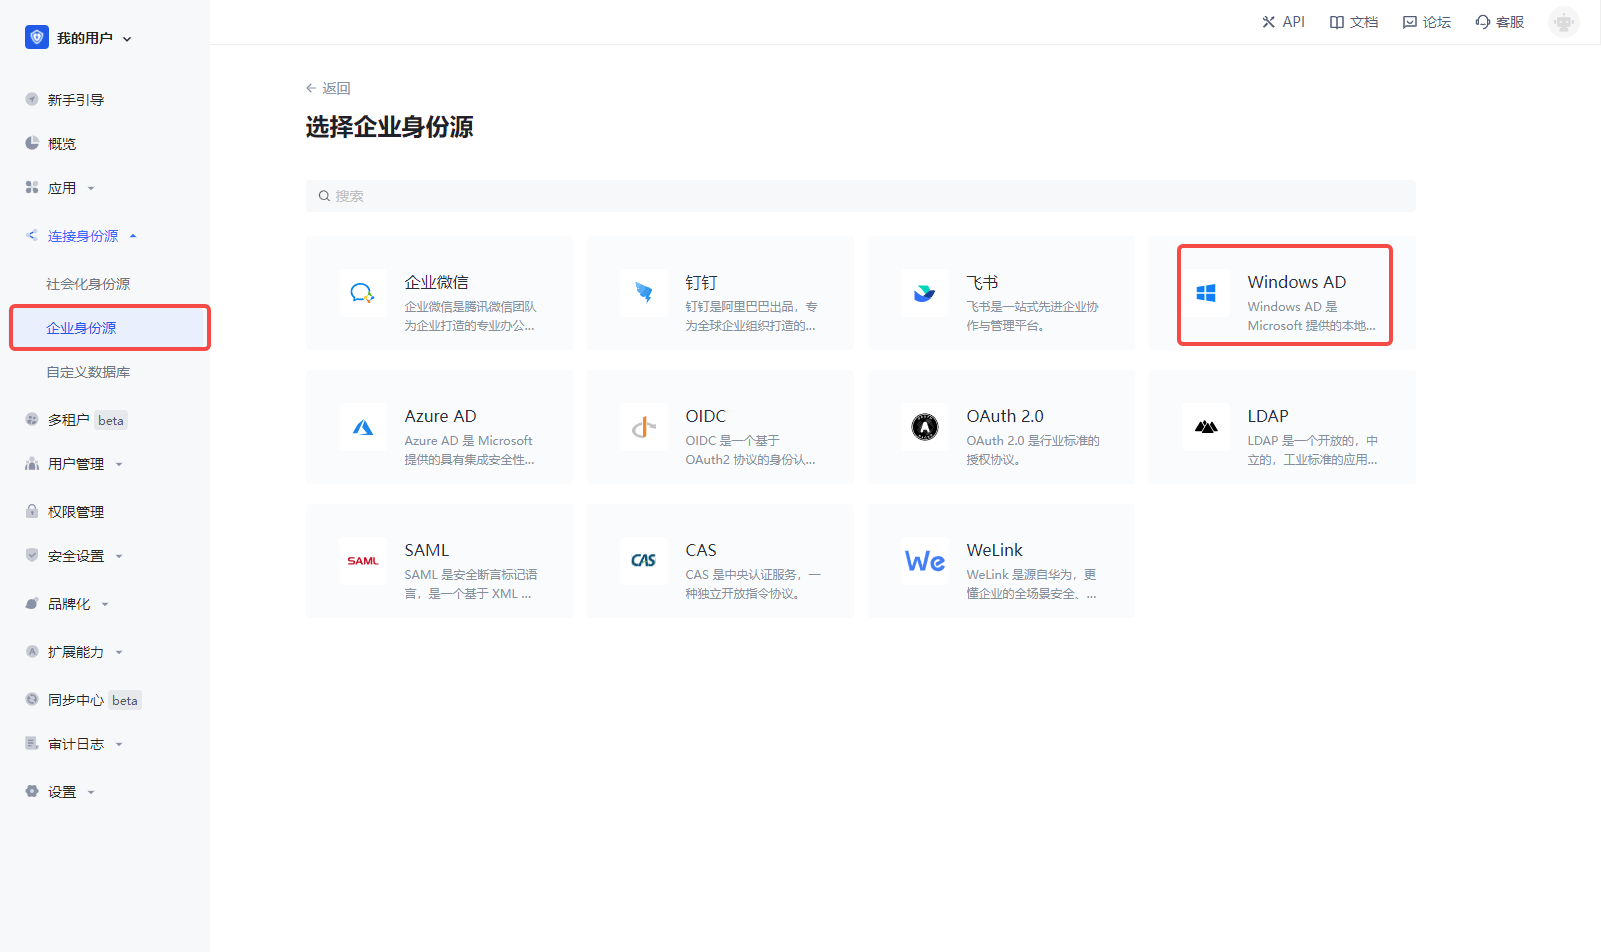 我的用户
API
文档
论坛
客服
新手引导
概览
应用
连接身份源
社会化身份源
企业身份源
自定义数据库
多租户 beta
用户管理
权限管理
安全设置
品牌化
扩展能力
同步中心 beta
审计日志
设置
返回
选择企业身份源
搜索
企业微信
企业微信是腾讯微信团队
为企业打造的专业办公...
钉钉
钉钉是阿里巴巴出品，专
为全球企业组织打造的...
飞书
飞书是一站式先进企业协
作与管理平台。
Windows AD
Windows AD 是
Microsoft 提供的本地...
Azure AD
Azure AD 是 Microsoft
提供的具有集成安全性...
OIDC
OIDC 是一个基于
OAuth2 协议的身份认...
OAuth 2.0
OAuth 2.0 是行业标准的
授权协议。
LDAP
LDAP 是一个开放的，中
立的，工业标准的应用...
SAML
SAML
SAML 是安全断言标记语
言，是一个基于 XML ...
CAS
CAS
CAS 是中央认证服务，一
种独立开放指令协议。
We
WeLink
WeLink 是源自华为，更
懂企业的全场景安全、...